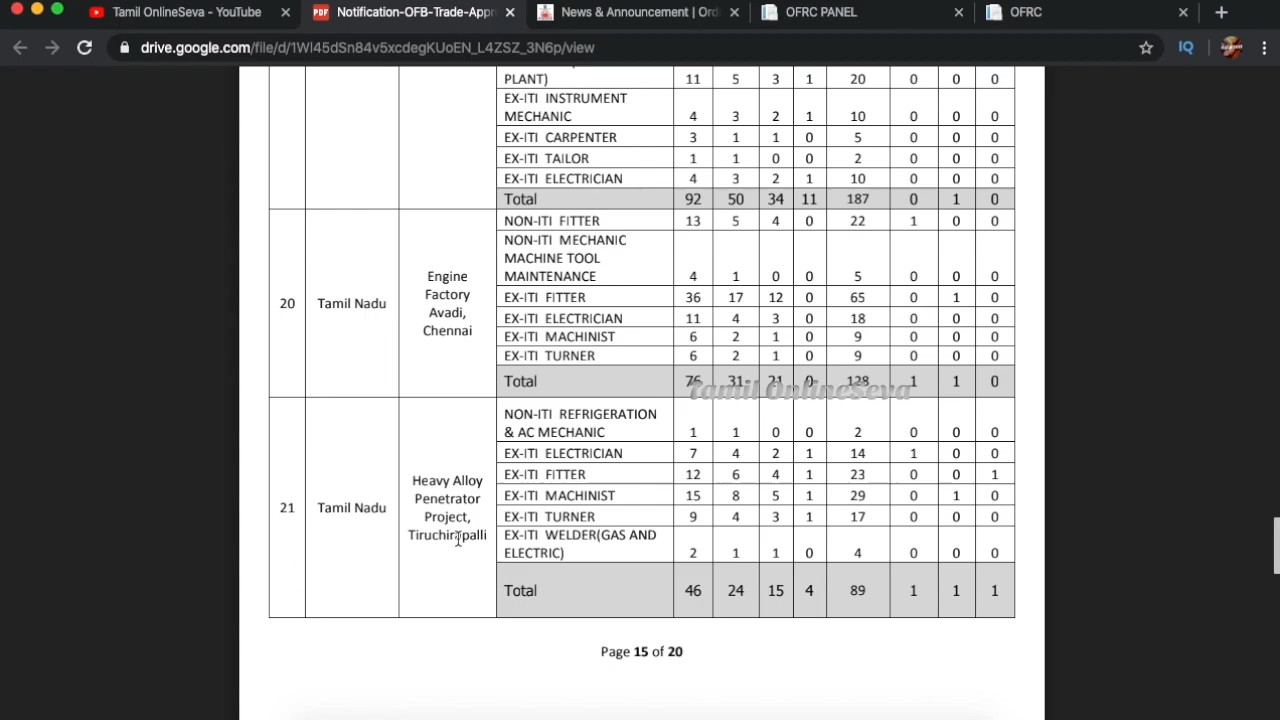 Tamil OnlineSeva - YouTube
Notification-OFB-Trade-Appr
News & Announcement | Ord
OFRC PANEL
OFRC
drive.google.com/file/d/1Wl45dSn84v5xcdegKUoEN_L4ZSZ_3N6p/view
IQ
PLANT) 11 5 3 1 20 0 0 0
EX-ITI INSTRUMENT
MECHANIC 4 3 2 1 10 0 0 0
EX-ITI CARPENTER 3 1 1 0 5 0 0 0
EX-ITI TAILOR 1 1 0 0 2 0 0 0
EX-ITI ELECTRICIAN 4 3 2 1 10 0 0 0
Total 92 50 34 11 187 0 1 0
20 Tamil Nadu
Engine
Factory
Avadi,
Chennai
NON-ITI FITTER 13 5 4 0 22 1 0 0
NON-ITI MECHANIC
MACHINE TOOL
MAINTENANCE 4 1 0 0 5 0 0 0
EX-ITI FITTER 36 17 12 0 65 0 1 0
EX-ITI ELECTRICIAN 11 4 3 0 18 0 0 0
EX-ITI MACHINIST 6 2 1 0 9 0 0 0
EX-ITI TURNER 6 2 1 0 9 0 0 0
Total 76 31 21 0 128 1 1 0
Tamil OnlineSeva
21 Tamil Nadu
Heavy Alloy
Penetrator
Project,
Tiruchirapalli
NON-ITI REFRIGERATION
& AC MECHANIC 1 1 0 0 2 0 0 0
EX-ITI ELECTRICIAN 7 4 2 1 14 1 0 0
EX-ITI FITTER 12 6 4 1 23 0 0 1
EX-ITI MACHINIST 15 8 5 1 29 0 1 0
EX-ITI TURNER 9 4 3 1 17 0 0 0
EX-ITI WELDER(GAS AND
ELECTRIC) 2 1 1 0 4 0 0 0
Total 46 24 15 4 89 1 1 1
Page 15 of 20